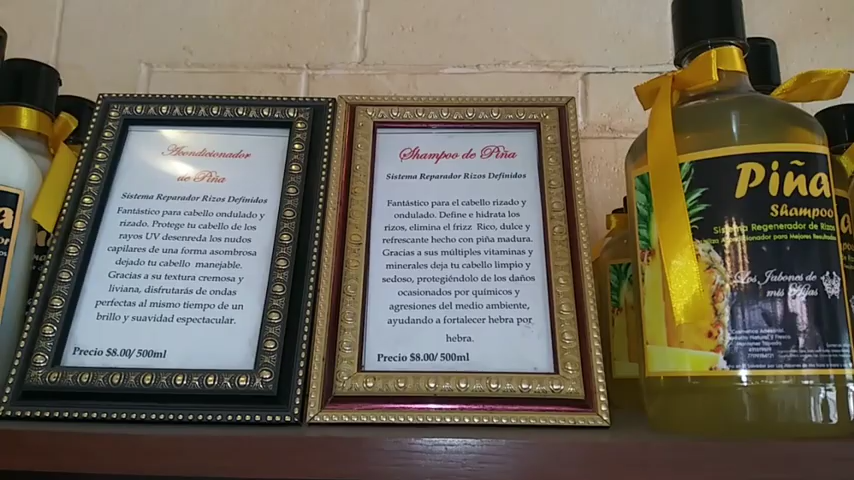 Acondicionador
de Piña
Sistema Reparador Rizos Definidos
Fantástico para cabello ondulado y
rizado. Protege tu cabello de los
rayos UV desenreda los nudos
capilares de una forma asombrosa
dejado tu cabello manejable.
Gracias a su textura cremosa y
liviana, disfrutarás de ondas
perfectas al mismo tiempo de un
brillo y suavidad espectacular.
Precio $8.00/500ml
Shampoo de Piña
Sistema Reparador Rizos Definidos
Fantástico para el cabello rizado y
ondulado. Define e hidrata los
rizos, elimina el frizz Rico, dulce y
refrescante hecho con piña madura.
Gracias a sus múltiples vitaminas y
minerales deja tu cabello limpio y
sedoso, protegiéndolo de los daños
ocasionados por químicos y
agresiones del medio ambiente,
ayudando a fortalecer hebra por
hebra.
Precio $8.00/500ml
Piña
Shampoo
Sistema Regenerador de Rizos
Acondicionador para Mejores Resultados
Los Jabones de
mis Hijas